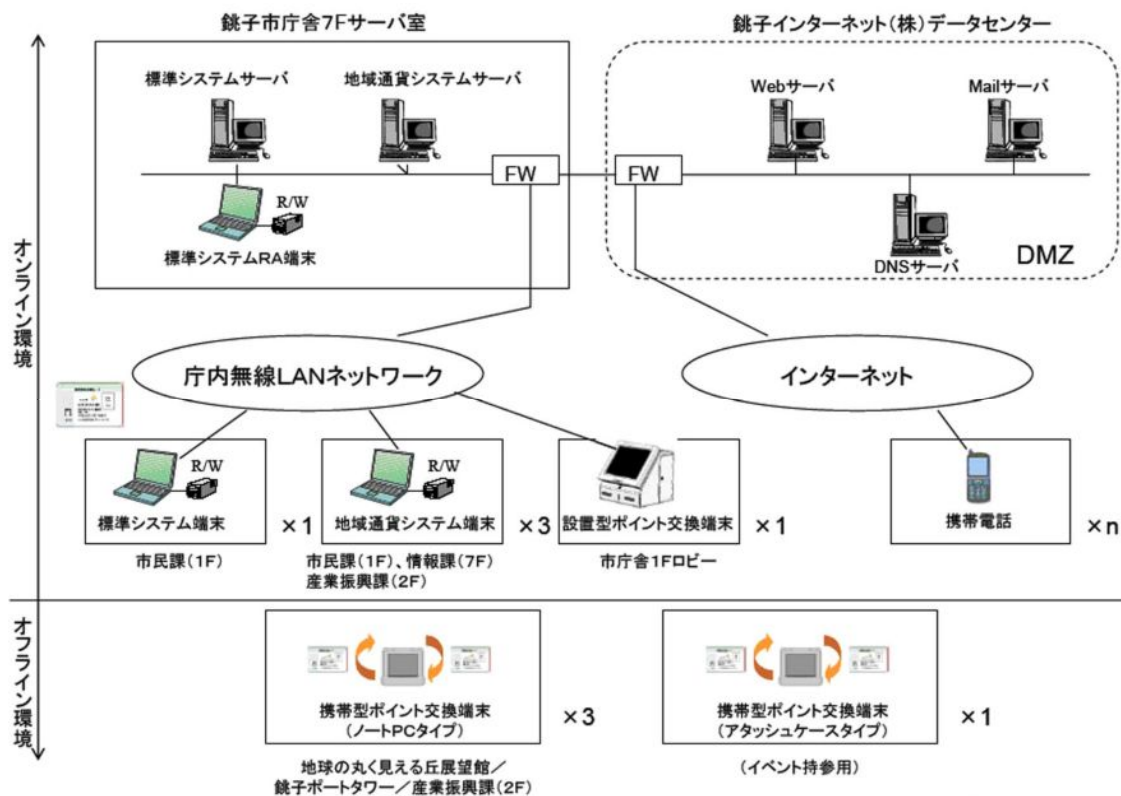 銚子市庁舎7Fサーバ室
銚子インターネット(株)データセンター
標準システムサーバ
地域通貨システムサーバ
Webサーバ
Mailサーバ
FW
FW
R/W
標準システムRA端末
DNSサーバ
DMZ
オンライン環境
庁内無線LANネットワーク
インターネット
R/W
標準システム端末
×1
R/W
地域通貨システム端末
×3
設置型ポイント交換端末
×1
携帯電話
×n
市民課(1F)
市民課(1F)、情報課(7F)
産業振興課(2F)
市庁舎1Fロビー
オフライン環境
携帯型ポイント交換端末
(ノートPCタイプ)
×3
携帯型ポイント交換端末
(アタッシュケースタイプ)
×1
地球の丸く見える丘展望館/
銚子ポートタワー/産業振興課(2F)
(イベント持参用)